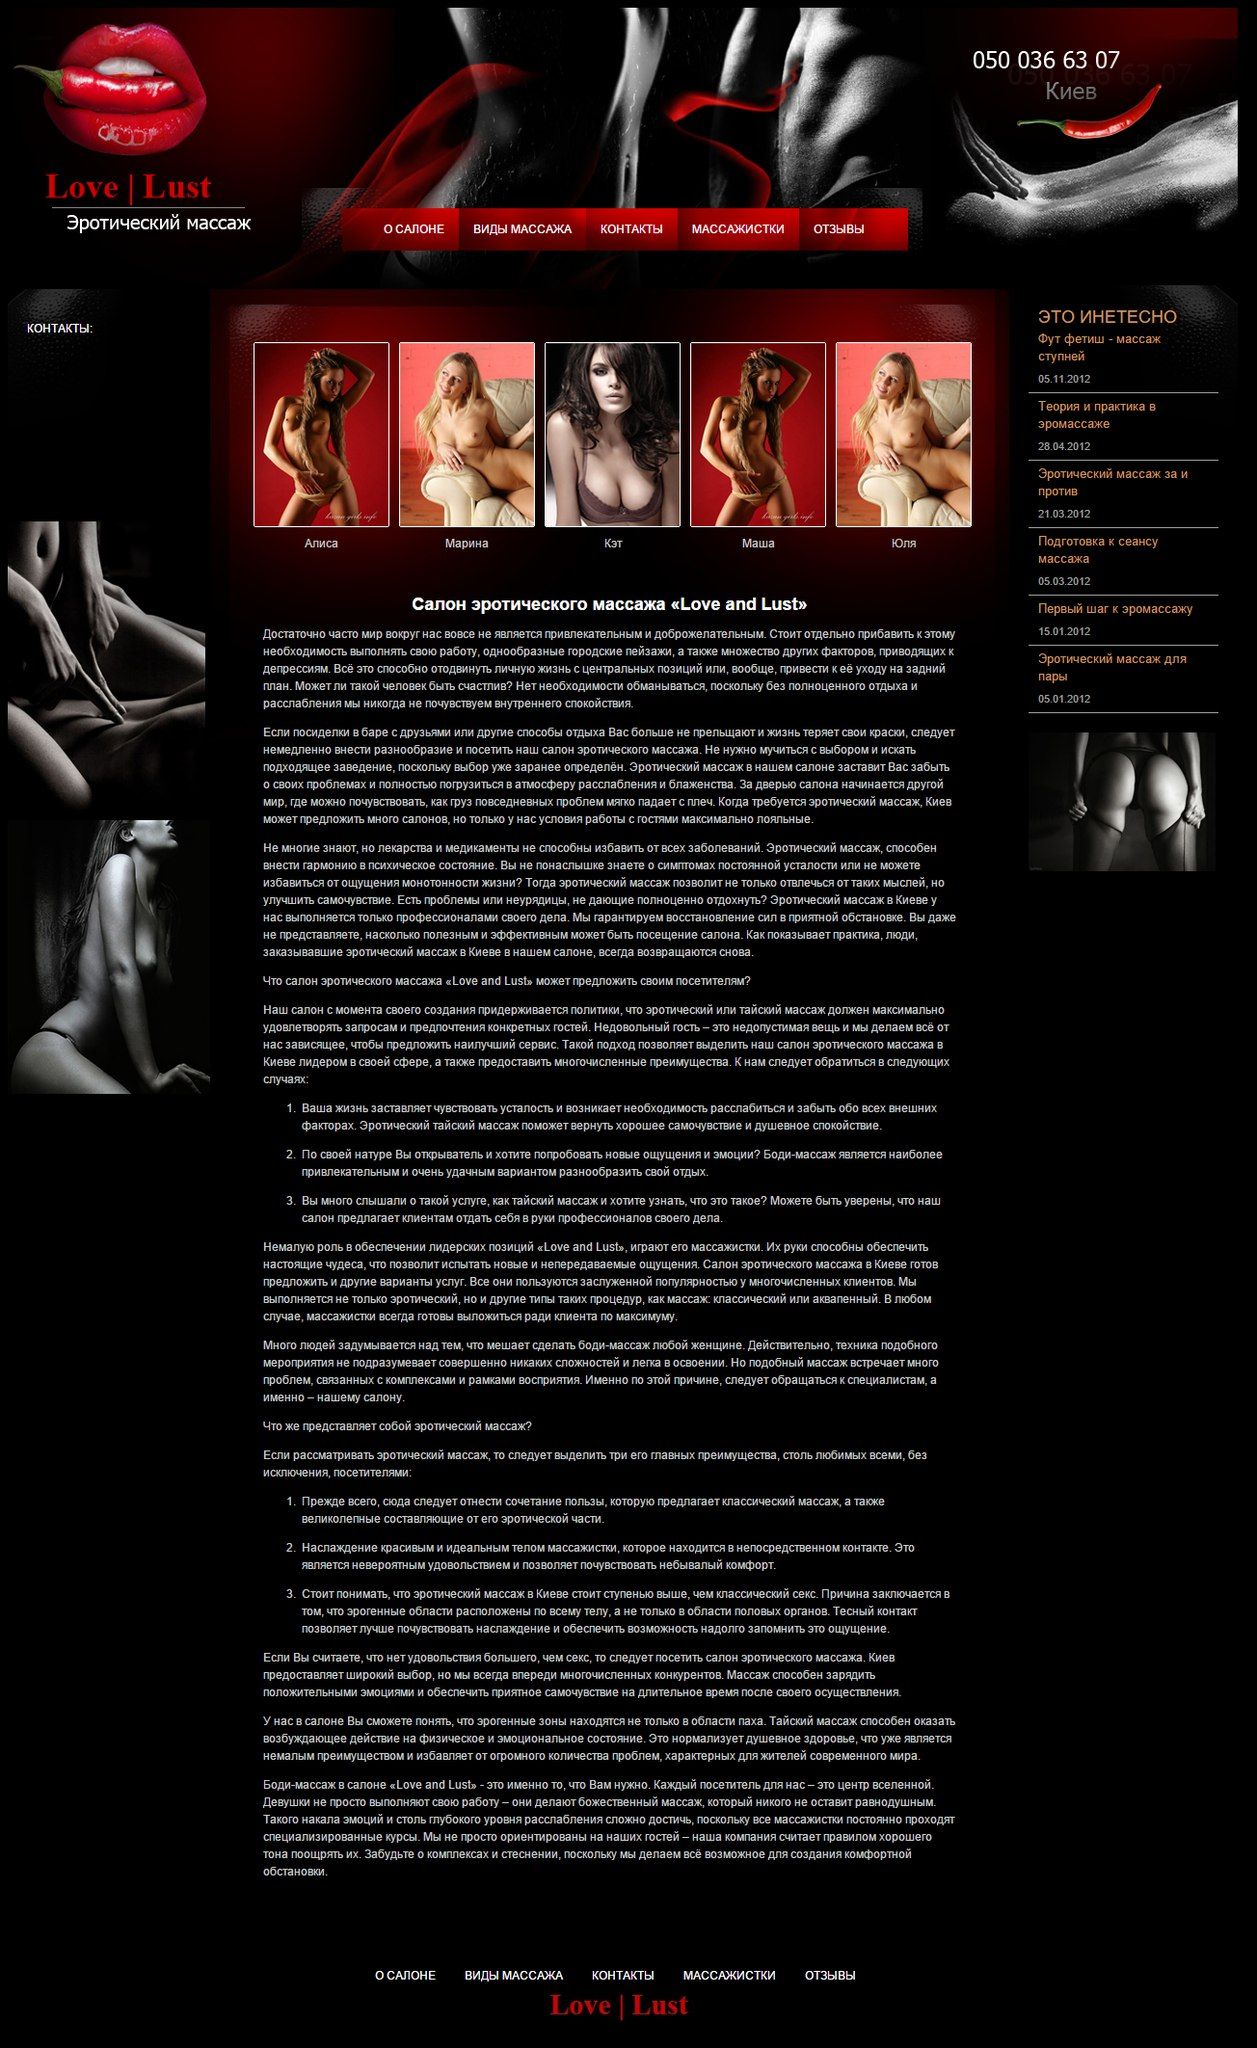 050 036 63 07
Киев
Love | Lust
Эротический массаж
О САЛОНЕ ВИДЫ МАССАЖА КОНТАКТЫ МАССАЖИСТКИ ОТЗЫВЫ
КОНТАКТЫ:
Алиса Марина Кэт Маша Юля
Салон эротического массажа «Love and Lust»
Достаточно часто мир вокруг нас вовсе не является привлекательным и доброжелательным. Стоит отдельно прибавить к этому
необходимость выполнять свою работу, однообразные городские пейзажи, а также множество других факторов, приводящих к
депрессиям. Всё это способно отодвинуть личную жизнь с центральных позиций или, вообще, привести к её уходу на задний
план. Может ли такой человек быть счастлив? Нет необходимости обманываться, поскольку без полноценного отдыха и
расслабления мы никогда не почувствуем внутреннего спокойствия.
Если посиделки в баре с друзьями или другие способы отдыха Вас больше не прельщают и жизнь теряет свои краски, следует
немедленно внести разнообразие и посетить наш салон эротического массажа. Не нужно мучиться с выбором и искать
подходящее заведение, поскольку выбор уже заранее определён. Эротический массаж в нашем салоне заставит Вас забыть
о своих проблемах и полностью погрузиться в атмосферу расслабления и блаженства. За дверью салона начинается другой
мир, где можно почувствовать, как груз повседневных проблем мягко падает с плеч. Когда требуется эротический массаж, Киев
может предложить много салонов, но только у нас условия работы с гостями максимально лояльные.
Не многие знают, но лекарства и медикаменты не способны избавить от всех заболеваний. Эротический массаж, способен
внести гармонию в психическое состояние. Вы не понаслышке знаете о симптомах постоянной усталости или не можете
избавиться от ощущения монотонности жизни? Тогда эротический массаж позволит не только отвлечься от таких мыслей, но
улучшить самочувствие. Есть проблемы или неурядицы, не дающие полноценно отдохнуть? Эротический массаж в Киеве у
нас выполняется только профессионалами своего дела. Мы гарантируем восстановление сил в приятной обстановке. Вы даже
не представляете, насколько полезным и эффективным может быть посещение салона. Как показывает практика, люди,
заказывавшие эротический массаж в Киеве в нашем салоне, всегда возвращаются снова.
Что салон эротического массажа «Love and Lust» может предложить своим посетителям?
Наш салон с момента своего создания придерживается политики, что эротический или тайский массаж должен максимально
удовлетворять запросам и предпочтения конкретных гостей. Недовольный гость – это недопустимая вещь и мы делаем всё от
нас зависящее, чтобы предложить наилучший сервис. Такой подход позволяет выделить наш салон эротического массажа в
Киеве лидером в своей сфере, а также предоставить многочисленные преимущества. К нам следует обратиться в следующих
случаях:
1. Ваша жизнь заставляет чувствовать усталость и возникает необходимость расслабиться и забыть обо всех внешних
факторах. Эротический тайский массаж поможет вернуть хорошее самочувствие и душевное спокойствие.
2. По своей натуре Вы открыватель и хотите попробовать новые ощущения и эмоции? Боди-массаж является наиболее
привлекательным и очень удачным вариантом разнообразить свой отдых.
3. Вы много слышали о такой услуге, как тайский массаж и хотите узнать, что это такое? Можете быть уверены, что наш
салон предлагает клиентам отдать себя в руки профессионалов своего дела.
Немалую роль в обеспечении лидерских позиций «Love and Lust», играют его массажистки. Их руки способны обеспечить
настоящие чудеса, что позволит испытать новые и непередаваемые ощущения. Салон эротического массажа в Киеве готов
предложить и другие варианты услуг. Все они пользуются заслуженной популярностью у многочисленных клиентов. Мы
выполняется не только эротический, но и другие типы таких процедур, как массаж: классический или аквапенный. В любом
случае, массажистки всегда готовы выложиться ради клиента по максимуму.
Много людей задумывается над тем, что мешает сделать боди-массаж любой женщине. Действительно, техника подобного
мероприятия не подразумевает совершенно никаких сложностей и легка в освоении. Но подобный массаж встречает много
проблем, связанных с комплексами и рамками восприятия. Именно по этой причине, следует обращаться к специалистам, а
именно – нашему салону.
Что же представляет собой эротический массаж?
Если рассматривать эротический массаж, то следует выделить три его главных преимущества, столь любимых всеми, без
исключения, посетителями:
1. Прежде всего, сюда следует отнести сочетание пользы, которую предлагает классический массаж, а также
великолепные составляющие от его эротической части.
2. Наслаждение красивым и идеальным телом массажистки, которое находится в непосредственном контакте. Это
является невероятным удовольствием и позволяет почувствовать небывалый комфорт.
3. Стоит понимать, что эротический массаж в Киеве стоит ступенью выше, чем классический секс. Причина заключается в
том, что эрогенные области расположены по всему телу, а не только в области половых органов. Тесный контакт
позволяет лучше почувствовать наслаждение и обеспечить возможность надолго запомнить это ощущение.
Если Вы считаете, что нет удовольствия большего, чем секс, то следует посетить салон эротического массажа. Киев
предоставляет широкий выбор, но мы всегда впереди многочисленных конкурентов. Массаж способен зарядить
положительными эмоциями и обеспечить приятное самочувствие на длительное время после своего осуществления.
У нас в салоне Вы сможете понять, что эрогенные зоны находятся не только в области паха. Тайский массаж способен оказать
возбуждающее действие на физическое и эмоциональное состояние. Это нормализует душевное здоровье, что уже является
немалым преимуществом и избавляет от огромного количества проблем, характерных для жителей современного мира.
Боди-массаж в салоне «Love and Lust» - это именно то, что Вам нужно. Каждый посетитель для нас – это центр вселенной.
Девушки не просто выполняют свою работу – они делают божественный массаж, который никого не оставит равнодушным.
Такого накала эмоций и столь глубокого уровня расслабления сложно достичь, поскольку все массажистки постоянно проходят
специализированные курсы. Мы не просто ориентированы на наших гостей – наша компания считает правилом хорошего
тона поощрять их. Забудьте о комплексах и стеснении, поскольку мы делаем всё возможное для создания комфортной
обстановки.
ЭТО ИНЕТЕСНО
Фут фетиш - массаж
ступней
05.11.2012
Теория и практика в
эромассаже
28.04.2012
Эротический массаж за и
против
21.03.2012
Подготовка к сеансу
массажа
05.03.2012
Первый шаг к эромассажу
15.01.2012
Эротический массаж для
пары
05.01.2012
О САЛОНЕ ВИДЫ МАССАЖА КОНТАКТЫ МАССАЖИСТКИ ОТЗЫВЫ
Love | Lust